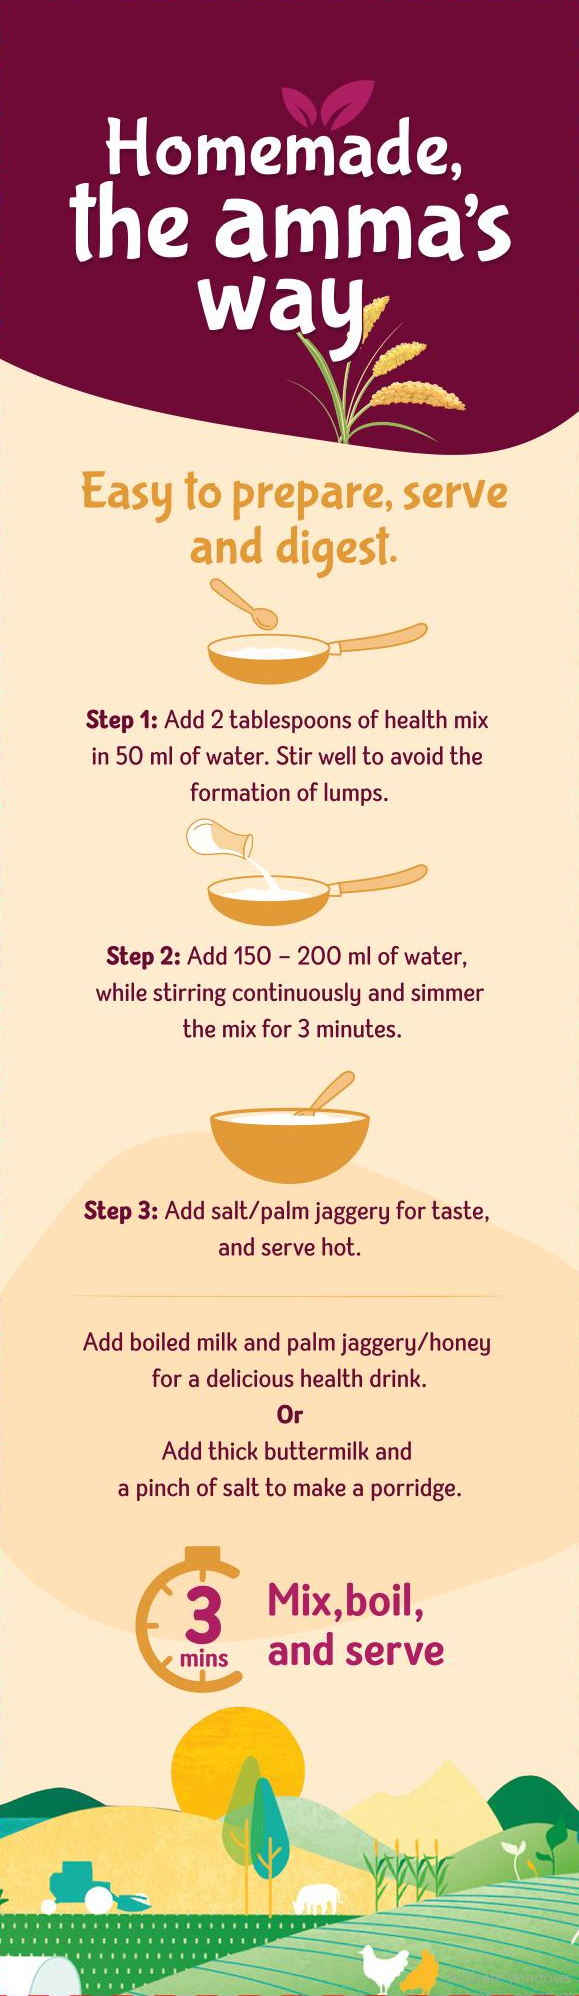 Homemade,
the amma's
way
Easy to prepare, serve
and digest.
Step 1: Add 2 tablespoons of health mix
in 50 ml of water. Stir well to avoid the
formation of lumps.
Step 2: Add 150 – 200 ml of water,
while stirring continuously and simmer
the mix for 3 minutes.
Step 3: Add salt/palm jaggery for taste,
and serve hot.
Add boiled milk and palm jaggery/honey
for a delicious health drink.
Or
Add thick buttermilk and
a pinch of salt to make a porridge.
3
mins
Mix,boil,
and serve
Activate Windows